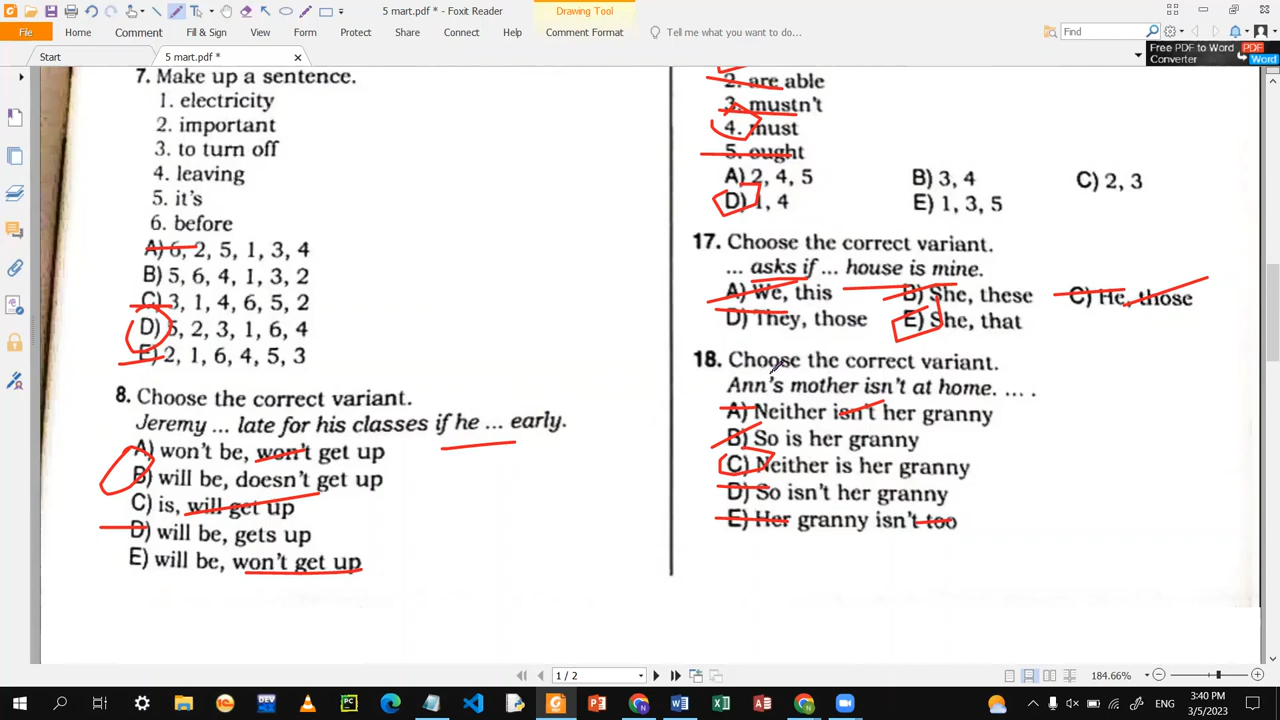 5 mart.pdf * - Foxit Reader
Drawing Tool
File
Home
Comment
Fill & Sign
View
Form
Protect
Share
Connect
Help
Comment Format
Tell me what you want to do...
Find
Start
5 mart.pdf *
Free PDF to Word
Converter
PDF
Word
7. Make up a sentence.
1. electricity
2. important
3. to turn off
4. leaving
5. it's
6. before
A) 6, 2, 5, 1, 3, 4
B) 5, 6, 4, 1, 3, 2
C) 3, 1, 4, 6, 5, 2
D) 5, 2, 3, 1, 6, 4
E) 2, 1, 6, 4, 5, 3
8. Choose the correct variant.
Jeremy ... late for his classes if he ... early.
A) won't be, won't get up
B) will be, doesn't get up
C) is, will get up
D) will be, gets up
E) will be, won't get up
2. are able
3. mustn't
4. must
5. ought
A) 2, 4, 5 B) 3, 4 C) 2, 3
D) 1, 4 E) 1, 3, 5
17. Choose the correct variant.
... asks if ... house is mine.
A) We, this B) She, these C) He, those
D) They, those E) She, that
18. Choose the correct variant.
Ann's mother isn't at home. ... .
A) Neither isn't her granny
B) So is her granny
C) Neither is her granny
D) So isn't her granny
E) Her granny isn't too
1 / 2
184.66%
ENG
3:40 PM
3/5/2023